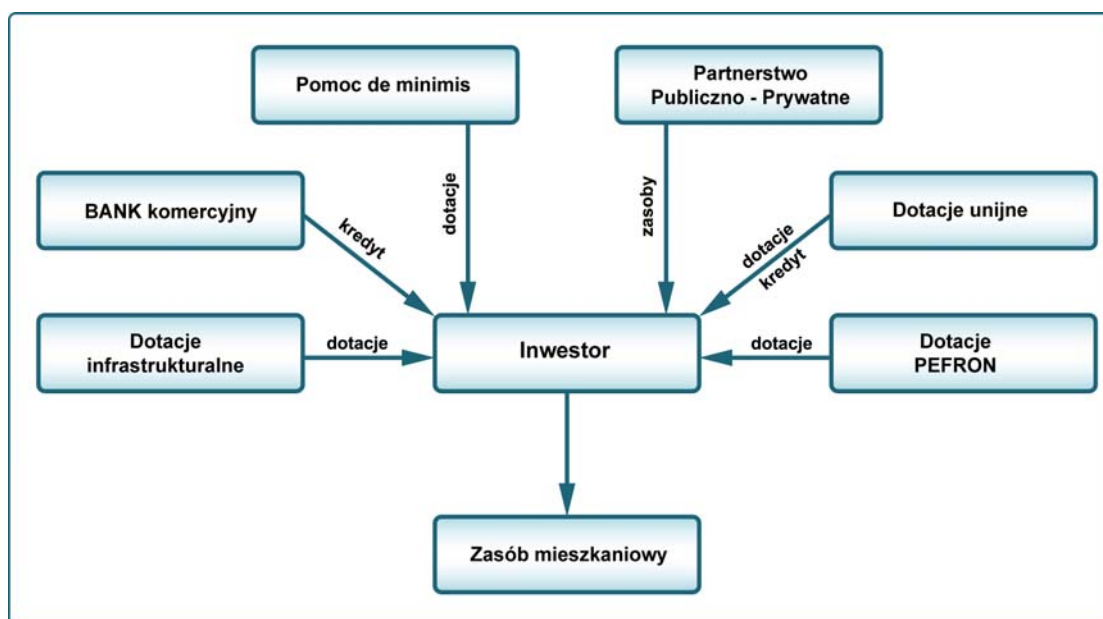 Pomoc de minimis
Partnerstwo
Publiczno - Prywatne
BANK komercyjny
kredyt
dotacje
zasoby
dotacje
kredyt
Dotacje unijne
Dotacje
infrastrukturalne
dotacje
Inwestor
dotacje
Dotacje
PEFRON
Zasób mieszkaniowy